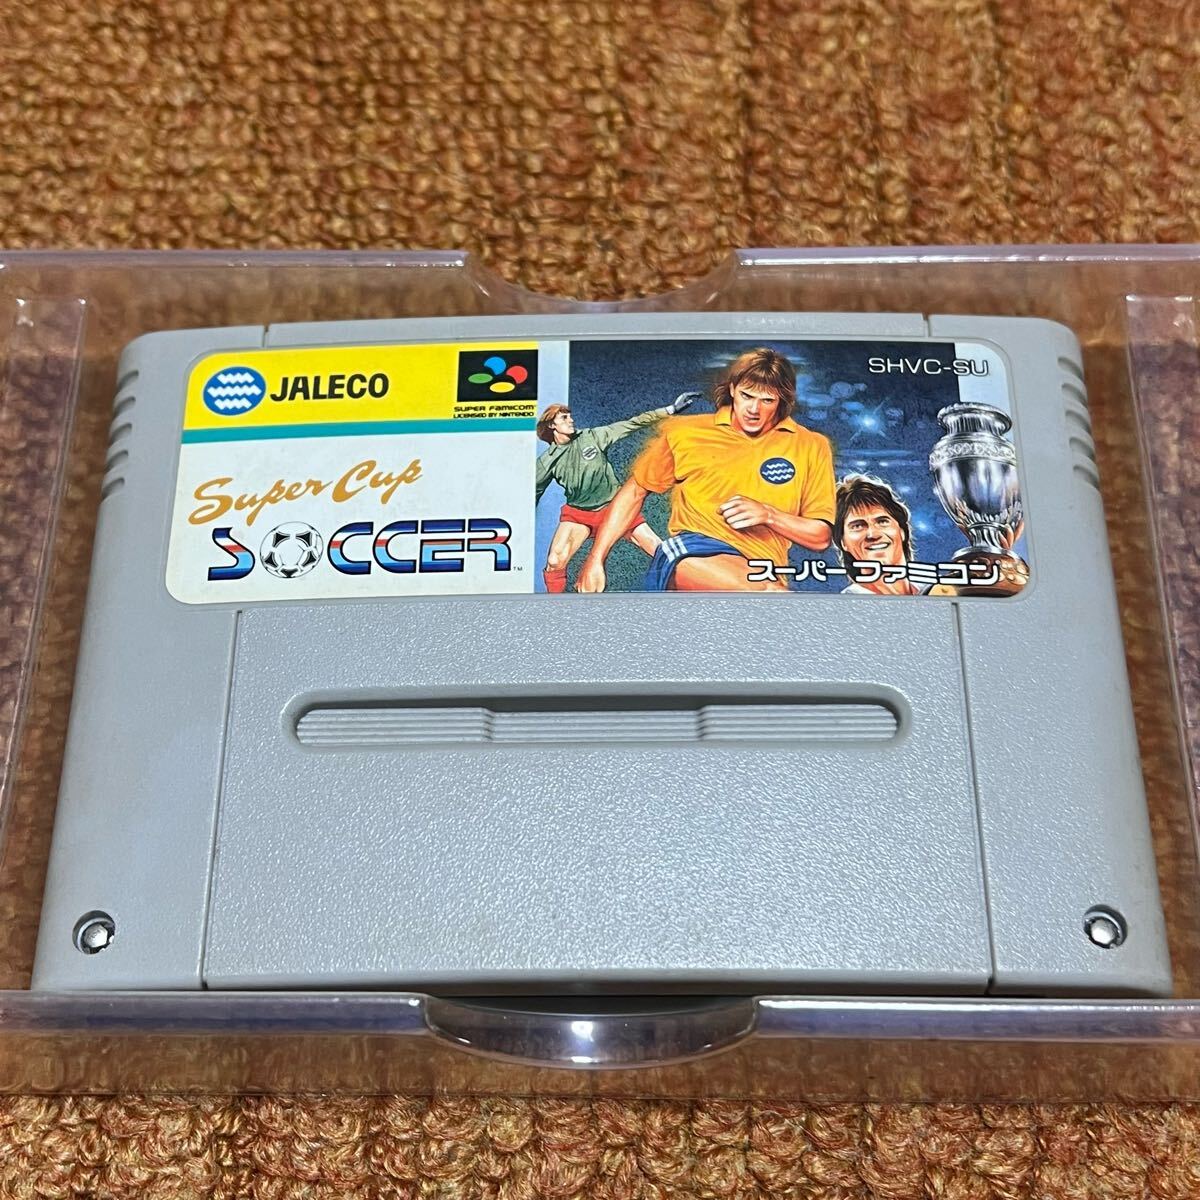 JALECO
SUPER FAMICOM
LICENSED BY NINTENDO
SHVC-SU
Super Cup
SOCCER™
スーパーファミコン